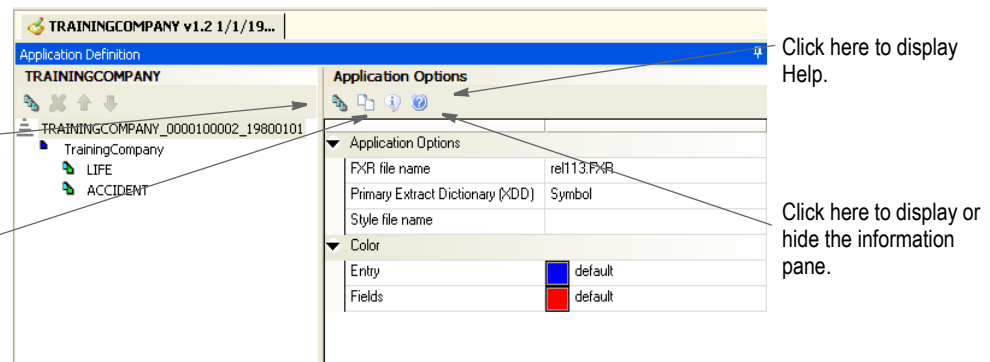 TRAININGCOMPANY v1.2 1/1/19...
Application Definition
TRAININGCOMPANY
TRAININGCOMPANY_0000100002_19800101
TrainingCompany
LIFE
ACCIDENT
Application Options
Application Options
FXR file name rel113.FXR
Primary Extract Dictionary (XDD) Symbol
Style file name
Color
Entry default
Fields default
Click here to display
Help.
Click here to display or
hide the information
pane.